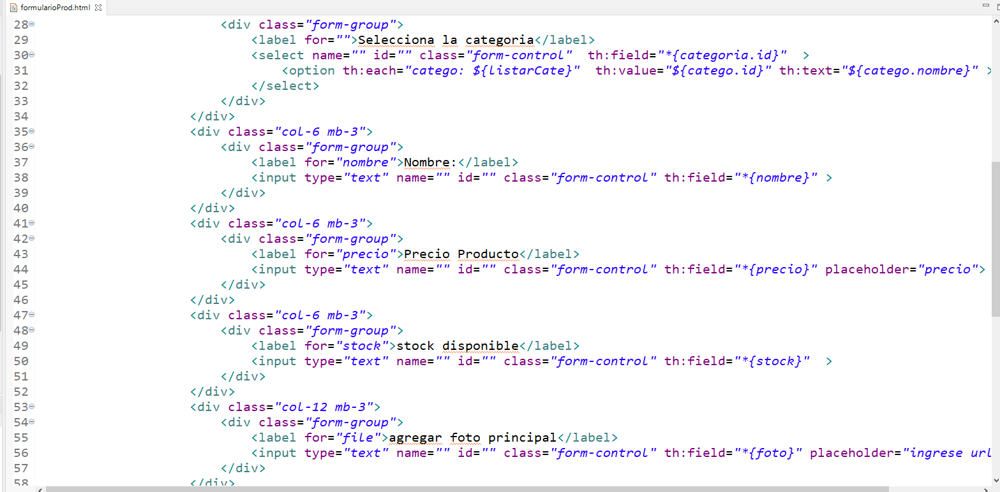 formularioProd.html
28 <div class="form-group">
29 <label for="">Selecciona la categoria</label>
30 <select name="" id="" class="form-control"  th:field="*{categoria.id}"  >
31 <option th:each="catego: ${listarCate}"  th:value="${catego.id}" th:text="${catego.nombre}" >
32 </select>
33 </div>
34 </div>
35 <div class="col-6 mb-3">
36 <div class="form-group">
37 <label for="nombre">Nombre:</label>
38 <input type="text" name="" id="" class="form-control" th:field="*{nombre}" >
39 </div>
40 </div>
41 <div class="col-6 mb-3">
42 <div class="form-group">
43 <label for="precio">Precio Producto</label>
44 <input type="text" name="" id="" class="form-control" th:field="*{precio}" placeholder="precio">
45 </div>
46 </div>
47 <div class="col-6 mb-3">
48 <div class="form-group">
49 <label for="stock">stock disponible</label>
50 <input type="text" name="" id="" class="form-control" th:field="*{stock}"  >
51 </div>
52 </div>
53 <div class="col-12 mb-3">
54 <div class="form-group">
55 <label for="file">agregar foto principal</label>
56 <input type="text" name="" id="" class="form-control" th:field="*{foto}" placeholder="ingrese url
57 </div>
58 </div>